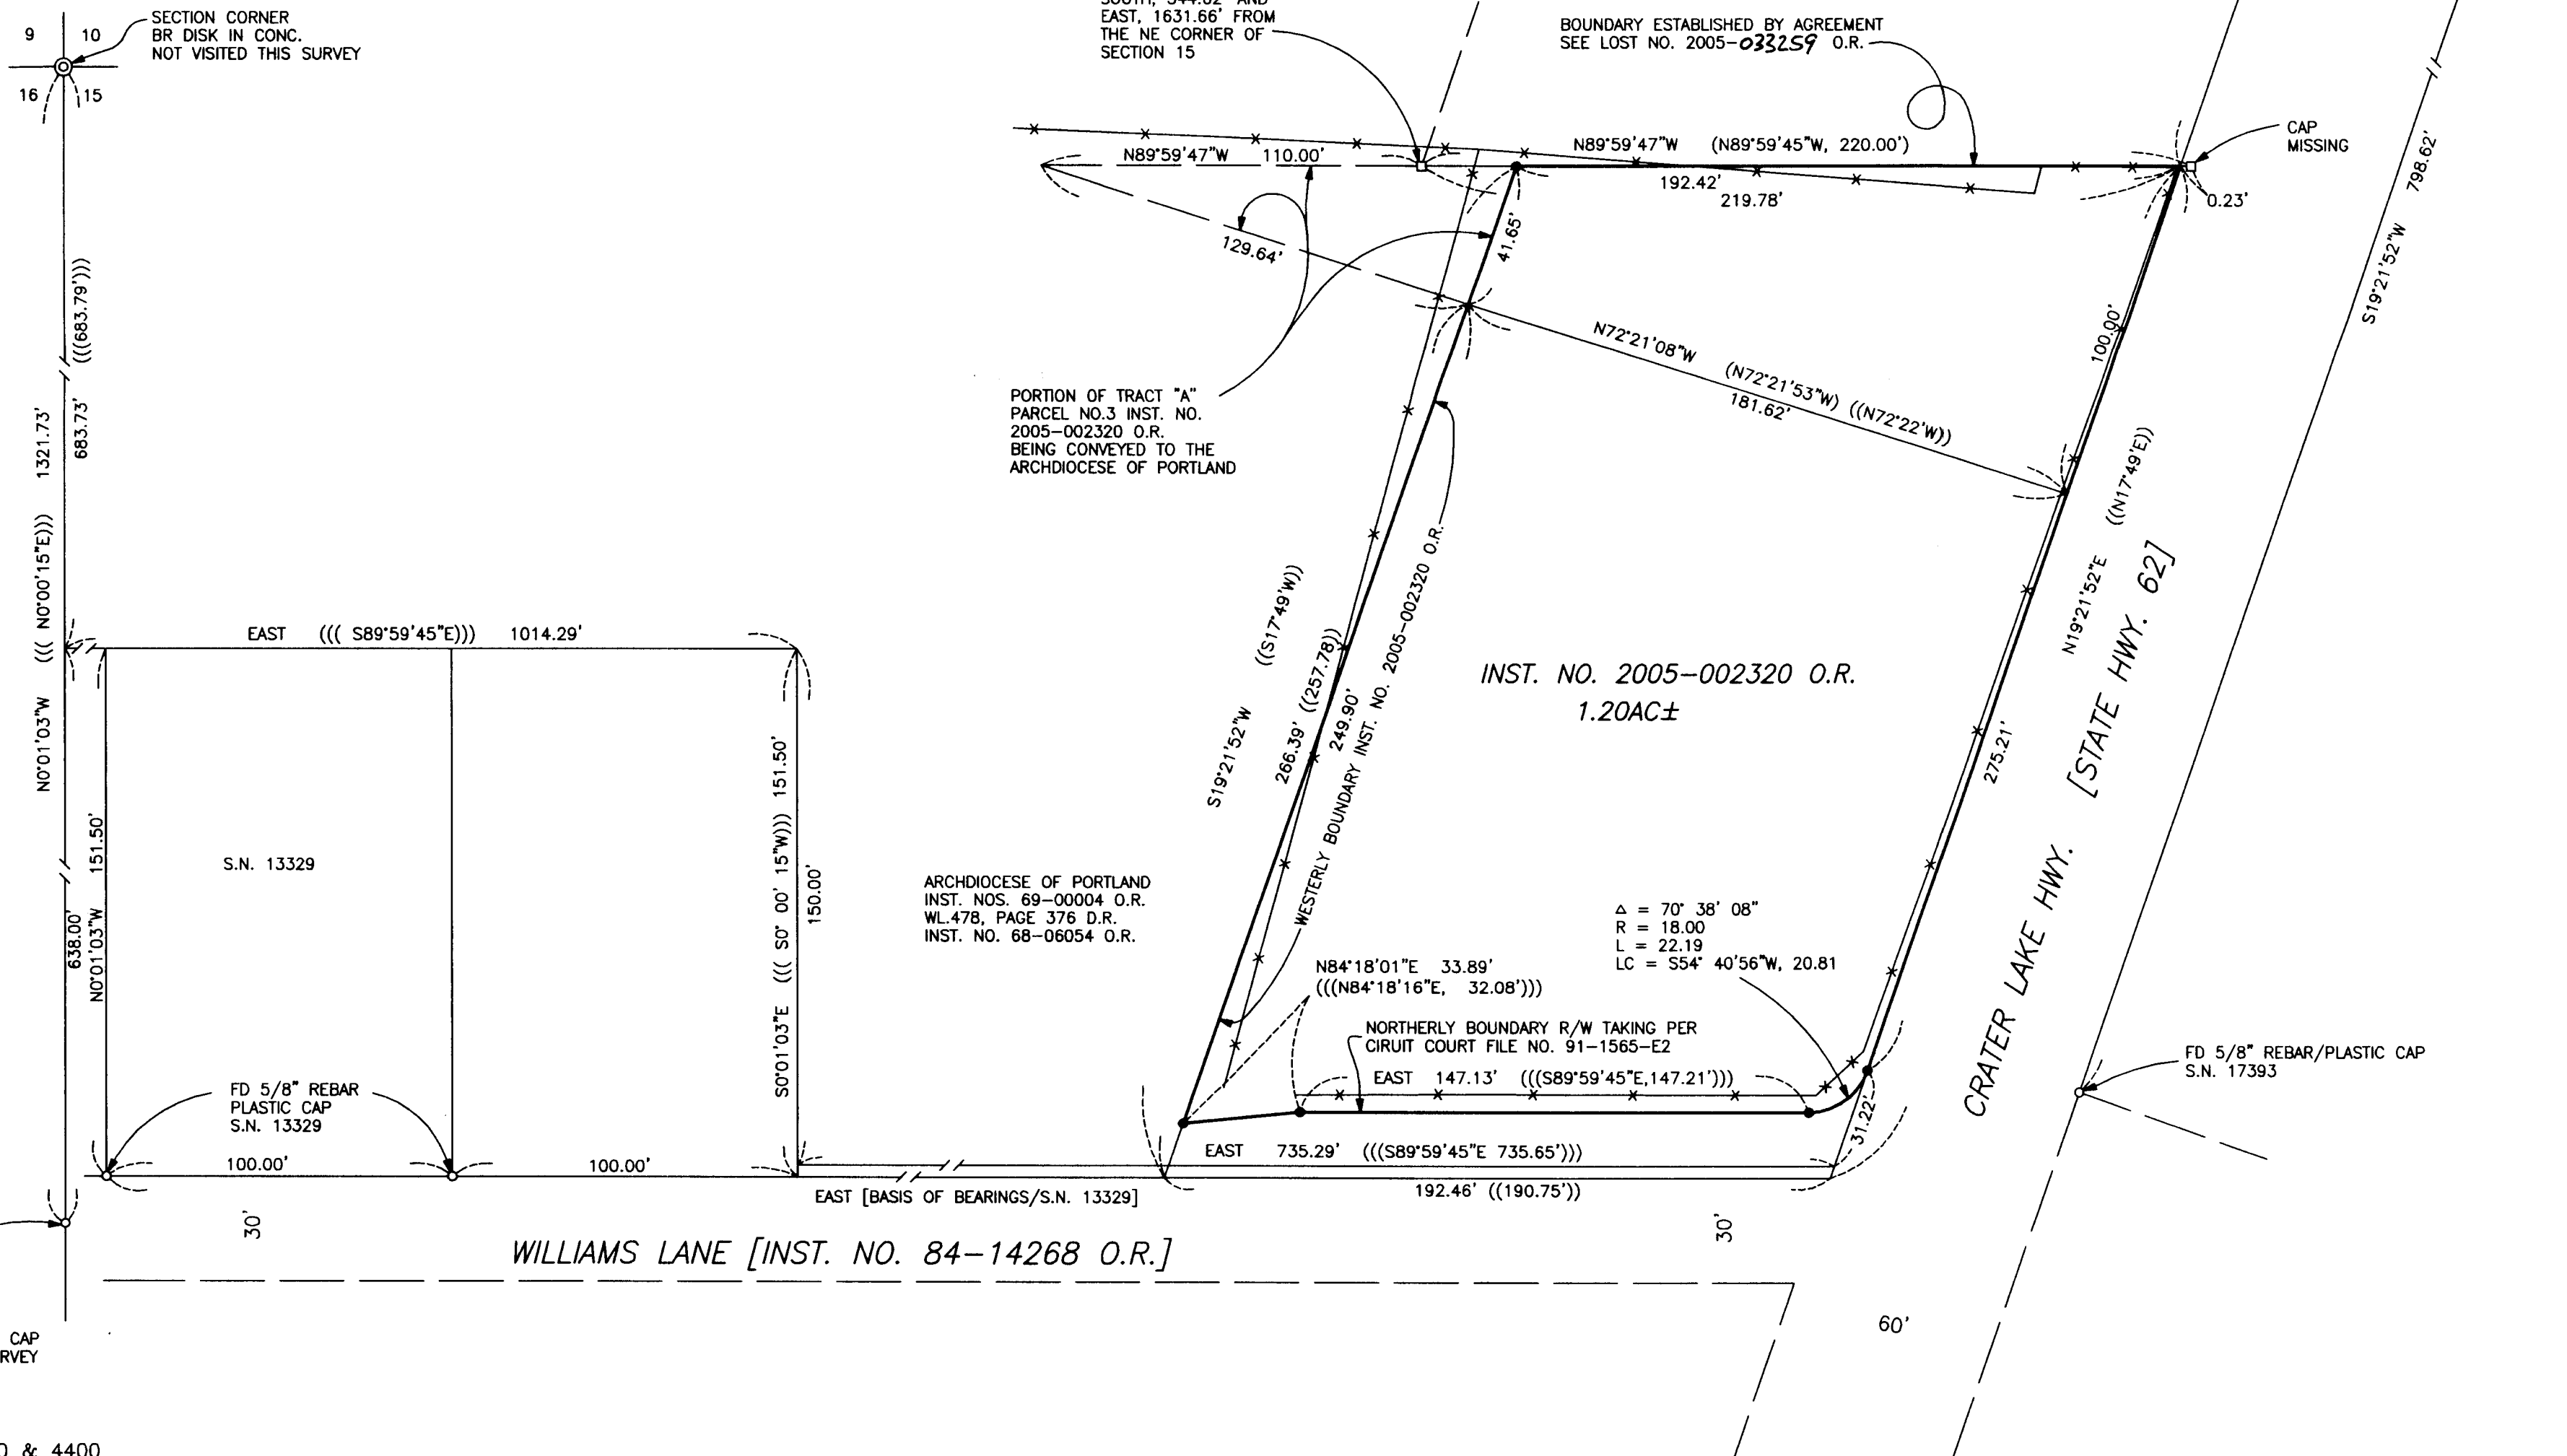 9 10
16 15
SECTION CORNER
BR DISK IN CONC.
NOT VISITED THIS SURVEY
EAST, 1631.66' FROM
THE NE CORNER OF
SECTION 15
BOUNDARY ESTABLISHED BY AGREEMENT
SEE LOST NO. 2005-033259 O.R.
CAP
MISSING
N89°59'47"W 110.00'
N89°59'47"W (N89°59'45"W, 220.00')
192.42'
219.78'
0.23'
S19°21'52"W 798.62'
129.64'
41.65'
100.00'
N72°21'08"W (N72°21'53"W) ((N72°22'W))
181.62'
PORTION OF TRACT "A"
PARCEL NO.3 INST. NO.
2005-002320 O.R.
BEING CONVEYED TO THE
ARCHDIOCESE OF PORTLAND
(((683.79')))
683.73'
N0°01'03"W ((( N0°00'15"E))) 1321.73'
EAST ((( S89°59'45"E))) 1014.29'
S19°21'52"W ((S17°49'W))
266.39' ((257.78'))
249.90'
WESTERLY BOUNDARY INST. NO. 2005-002320 O.R.
INST. NO. 2005-002320 O.R.
1.20AC±
N19°21'52"E ((N17°49'E))
275.21'
CRATER LAKE HWY. [STATE HWY. 62]
S.N. 13329
N0°01'03"W 151.50'
638.00'
S0°01'03"E ((( S0° 00' 15"W))) 151.50'
150.00'
ARCHDIOCESE OF PORTLAND
INST. NOS. 69-00004 O.R.
WL.478, PAGE 376 D.R.
INST. NO. 68-06054 O.R.
Δ = 70° 38' 08"
R = 18.00
L = 22.19
LC = S54° 40'56"W, 20.81
N84°18'01"E 33.89'
(((N84°18'16"E, 32.08')))
NORTHERLY BOUNDARY R/W TAKING PER
CIRUIT COURT FILE NO. 91-1565-E2
EAST 147.13' (((S89°59'45"E,147.21')))
31.22'
FD 5/8" REBAR/PLASTIC CAP
S.N. 17393
FD 5/8" REBAR
PLASTIC CAP
S.N. 13329
100.00'
100.00'
EAST 735.29' (((S89°59'45"E 735.65')))
EAST [BASIS OF BEARINGS/S.N. 13329]
192.46' ((190.75'))
30'
30'
WILLIAMS LANE [INST. NO. 84-14268 O.R.]
60'
CAP
RVEY
& 4400